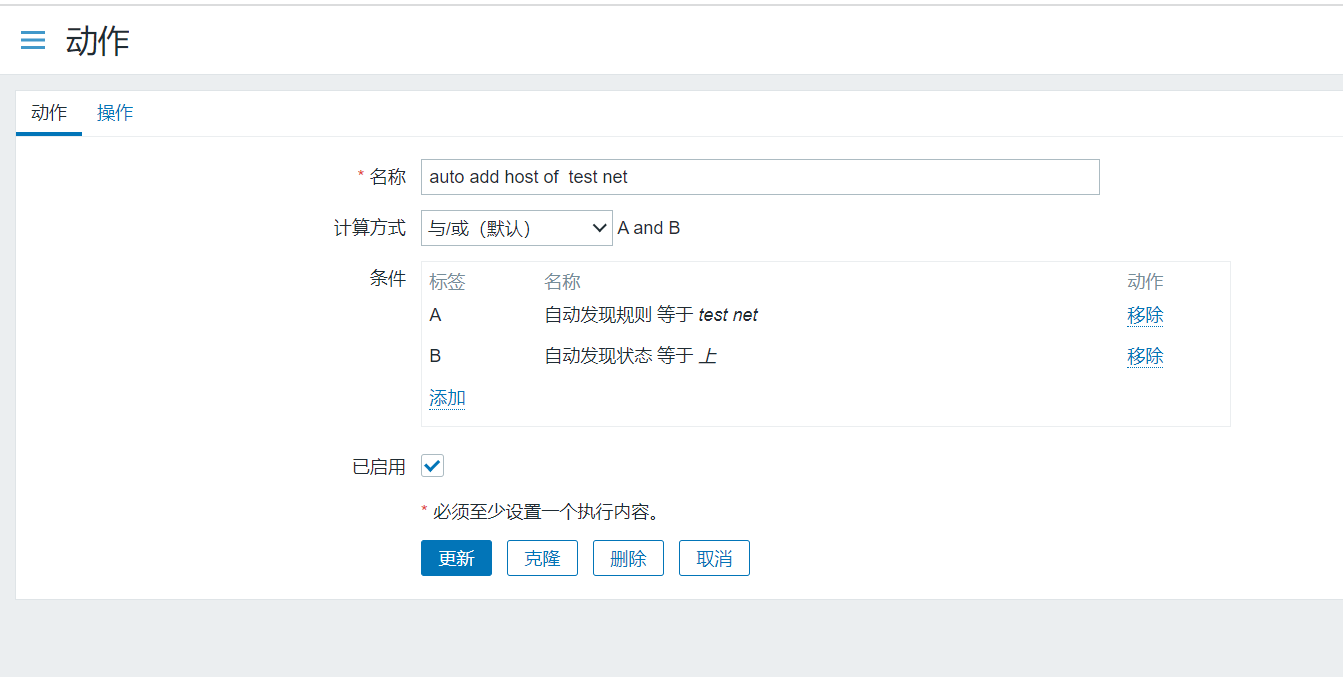 动作
动作 操作
* 名称 auto add host of  test net
计算方式 与/或（默认） A and B
条件 标签 名称 动作
A 自动发现规则 等于 test net 移除
B 自动发现状态 等于 上 移除
添加
已启用
* 必须至少设置一个执行内容。
更新 克隆 删除 取消